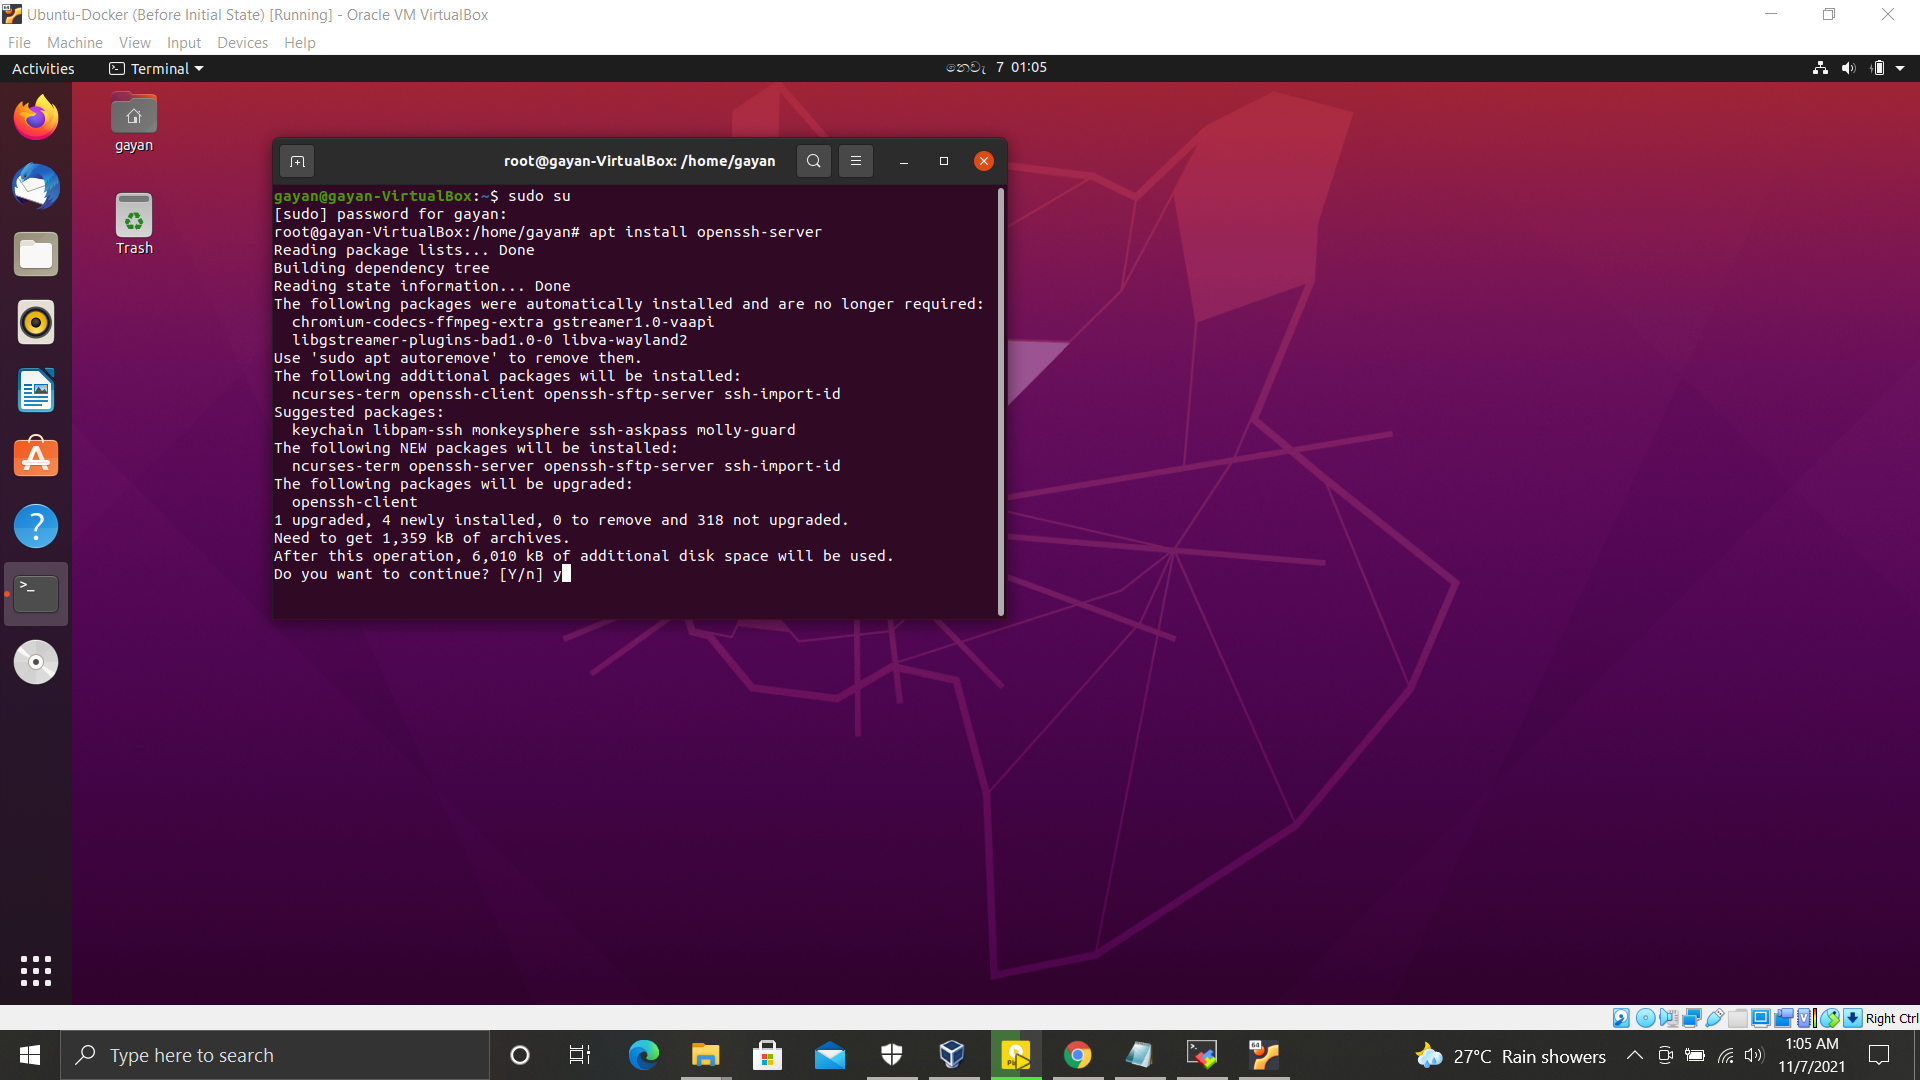 Ubuntu-Docker (Before Initial State) [Running] - Oracle VM VirtualBox
File Machine View Input Devices Help
Activities Terminal නොවැ 7 01:05
gayan
Trash
root@gayan-VirtualBox: /home/gayan
gayan@gayan-VirtualBox:~$ sudo su
[sudo] password for gayan:
root@gayan-VirtualBox:/home/gayan# apt install openssh-server
Reading package lists... Done
Building dependency tree
Reading state information... Done
The following packages were automatically installed and are no longer required:
chromium-codecs-ffmpeg-extra gstreamer1.0-vaapi
libgstreamer-plugins-bad1.0-0 libva-wayland2
Use 'sudo apt autoremove' to remove them.
The following additional packages will be installed:
ncurses-term openssh-client openssh-sftp-server ssh-import-id
Suggested packages:
keychain libpam-ssh monkeysphere ssh-askpass molly-guard
The following NEW packages will be installed:
ncurses-term openssh-server openssh-sftp-server ssh-import-id
The following packages will be upgraded:
openssh-client
1 upgraded, 4 newly installed, 0 to remove and 318 not upgraded.
Need to get 1,359 kB of archives.
After this operation, 6,010 kB of additional disk space will be used.
Do you want to continue? [Y/n] y
Right Ctrl
Type here to search
27°C Rain showers
1:05 AM
11/7/2021